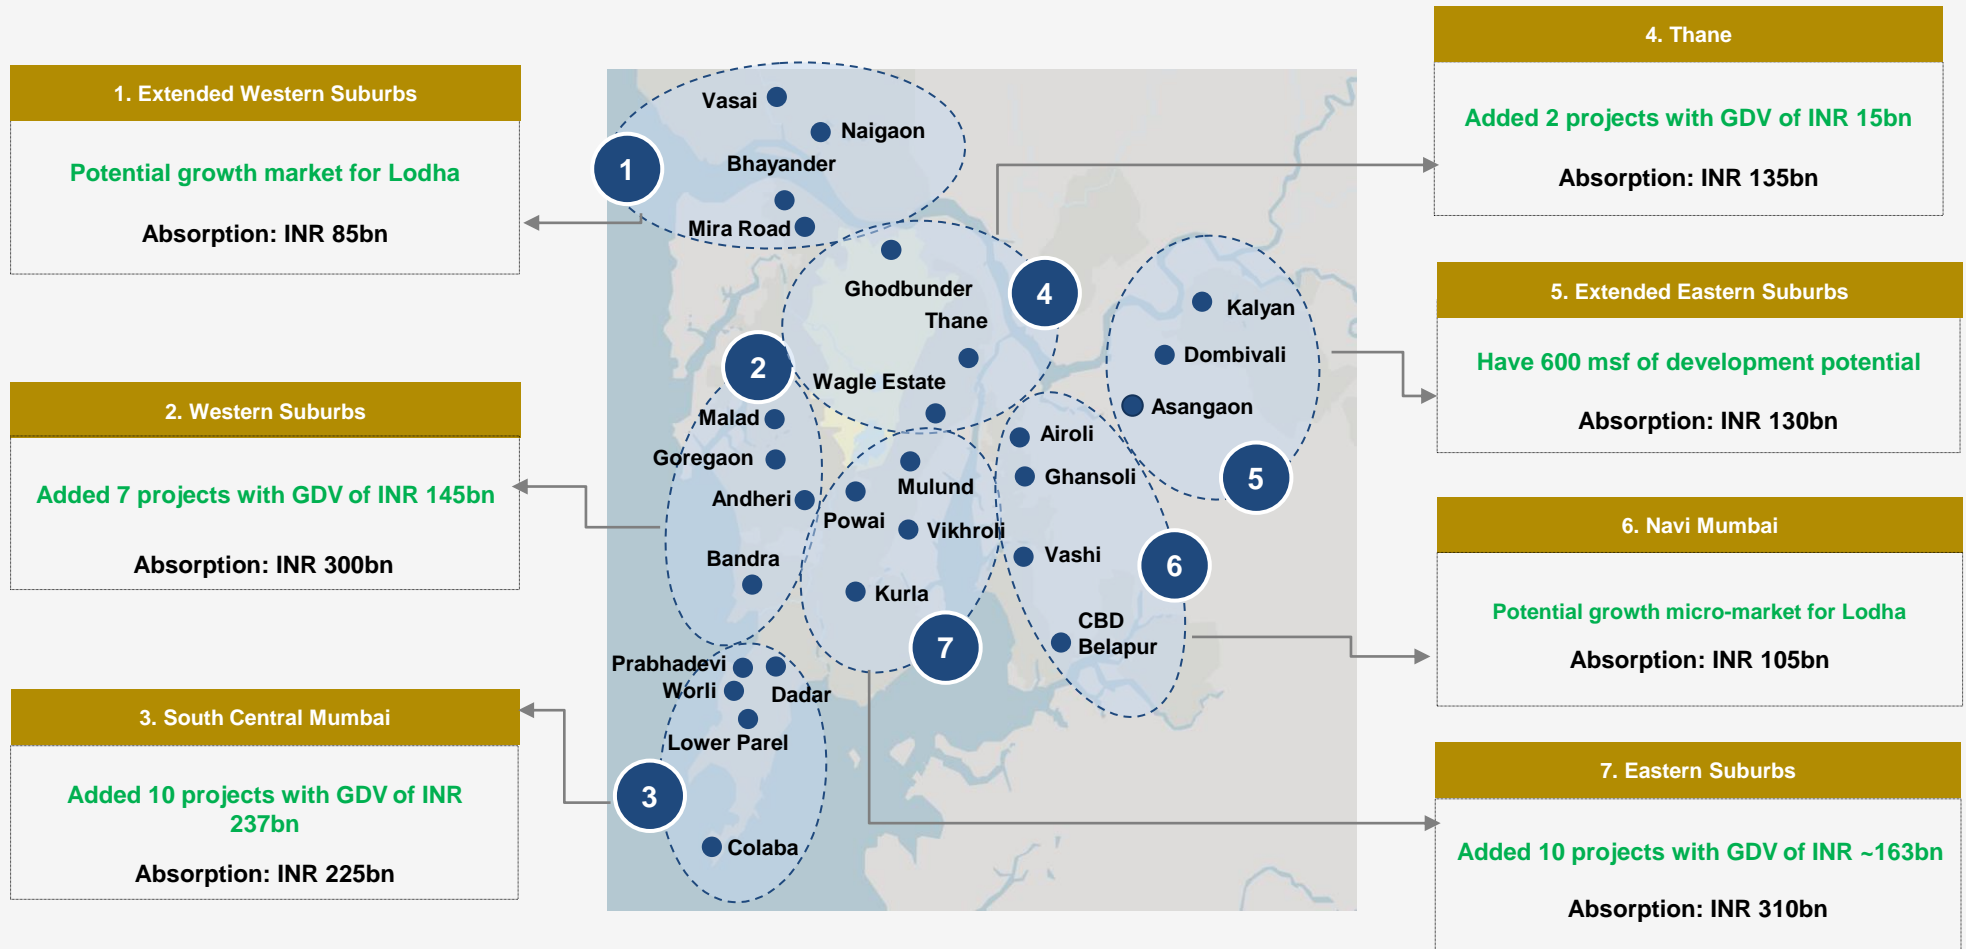 1. Extended Western Suburbs
Potential growth market for Lodha
Absorption: INR 85bn
2. Western Suburbs
Added 7 projects with GDV of INR 145bn
Absorption: INR 300bn
3. South Central Mumbai
Added 10 projects with GDV of INR
237bn
Absorption: INR 225bn
Vasai
Naigaon
Bhayander
1
Mira Road
Ghodbunder
4
Thane
2
Wagle Estate
Malad
Goregaon
Andheri
Bandra
Mulund
Powai
Vikhroli
Kurla
7
Kalyan
Dombivali
Asangaon
5
Airoli
Ghansoli
Vashi
6
CBD
Belapur
Prabhadevi
Worli
Dadar
Lower Parel
3
Colaba
4. Thane
Added 2 projects with GDV of INR 15bn
Absorption: INR 135bn
5. Extended Eastern Suburbs
Have 600 msf of development potential
Absorption: INR 130bn
6. Navi Mumbai
Potential growth micro-market for Lodha
Absorption: INR 105bn
7. Eastern Suburbs
Added 10 projects with GDV of INR ~163bn
Absorption: INR 310bn